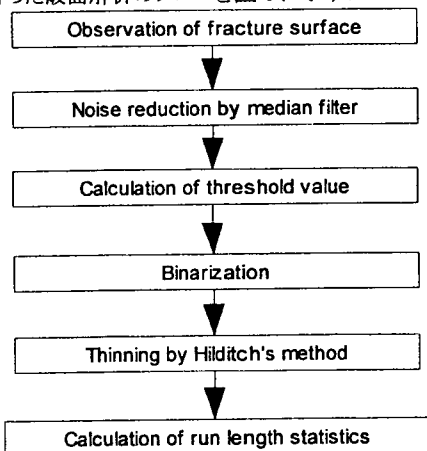 Observation of fracture surface
Noise reduction by median filter
Calculation of threshold value
Binarization
Thinning by Hilditch's method
Calculation of run length statistics